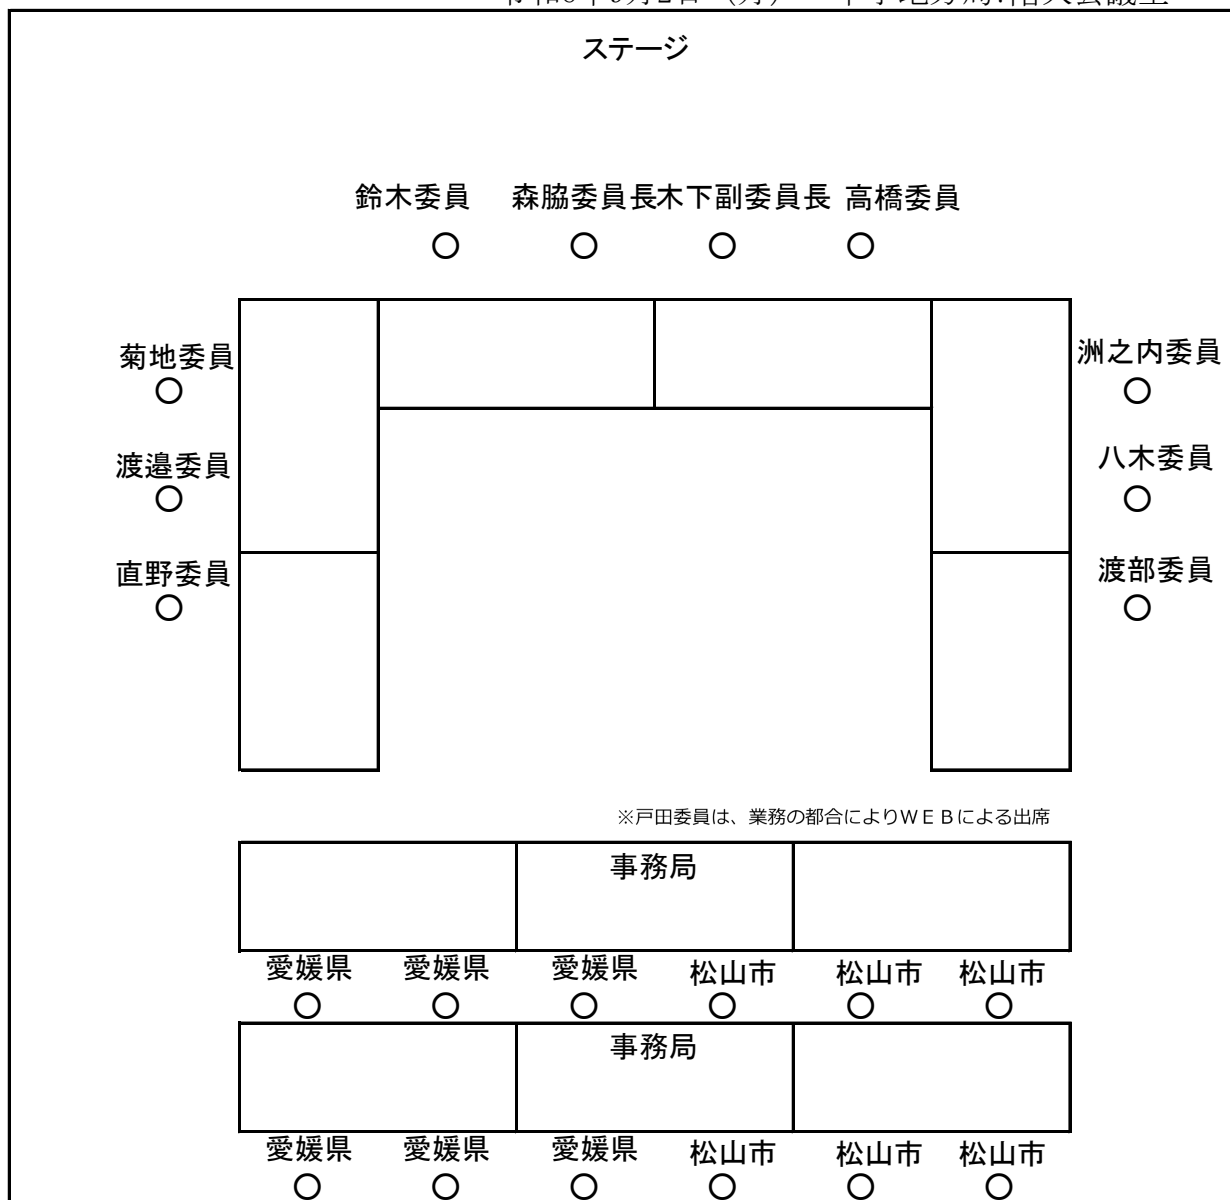 ステージ
鈴木委員 森脇委員長 木下副委員長 高橋委員
○ ○ ○ ○
菊地委員 洲之内委員
○ ○
渡邉委員 八木委員
○ ○
直野委員 渡部委員
○ ○
※戸田委員は、業務の都合によりWEBによる出席
事務局
愛媛県 愛媛県 愛媛県 松山市 松山市 松山市
○ ○ ○ ○ ○ ○
事務局
愛媛県 愛媛県 愛媛県 松山市 松山市 松山市
○ ○ ○ ○ ○ ○